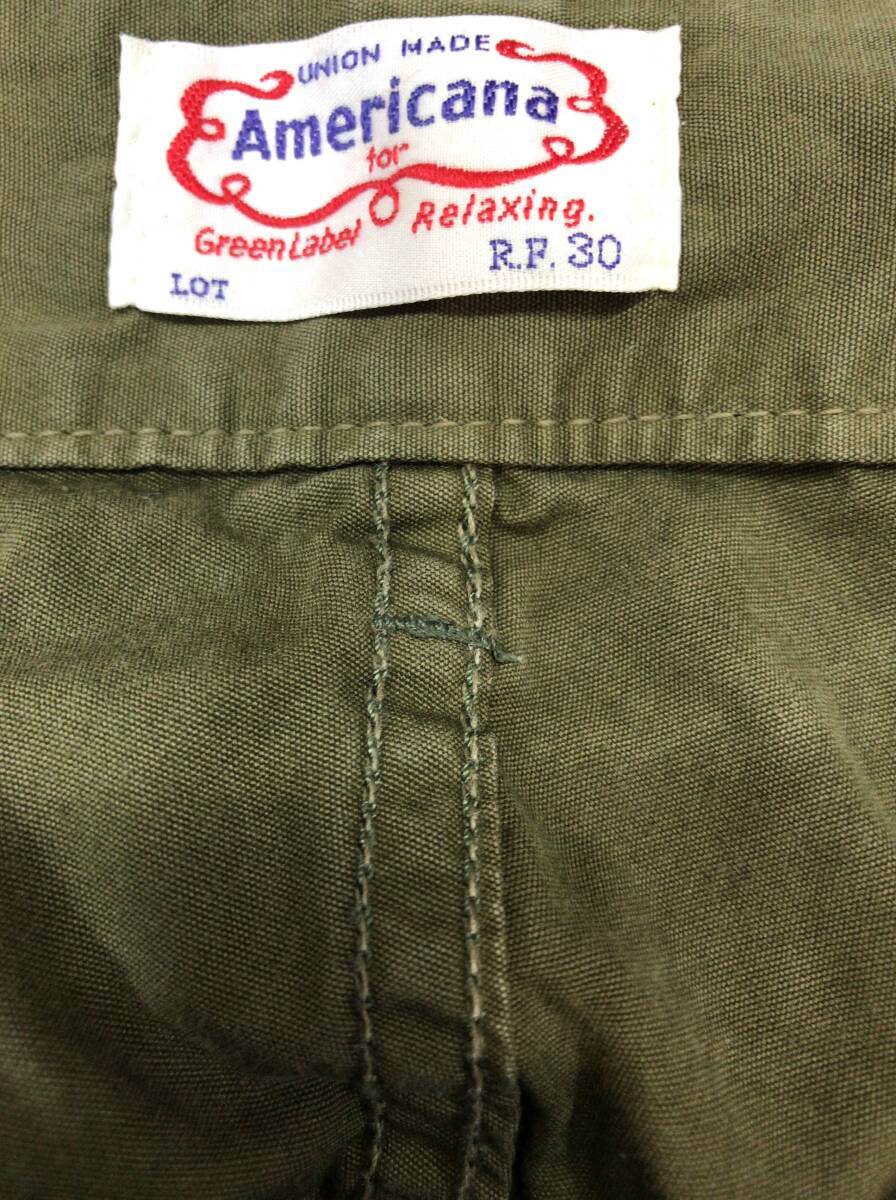 UNION MADE
Americana
for
Green Label Relaxing.
LOT R.F. 30